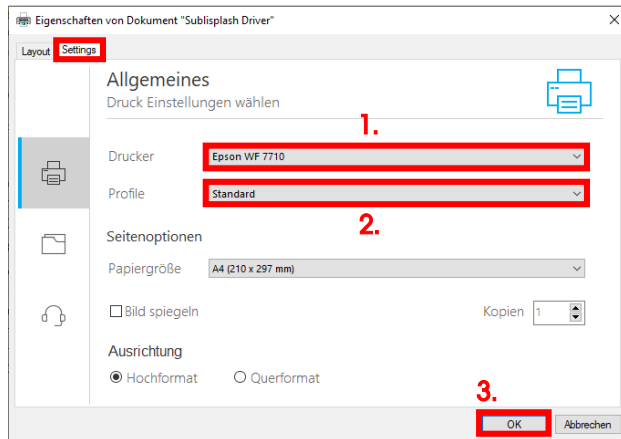 Eigenschaften von Dokument "Sublisplash Driver"
Layout Settings
Allgemeines
Druck Einstellungen wählen
1.
Drucker Epson WF 7710
Profile Standard
2.
Seitenoptionen
Papiergröße A4 (210 x 297 mm)
Bild spiegeln Kopien 1
Ausrichtung
Hochformat Querformat
3.
OK Abbrechen